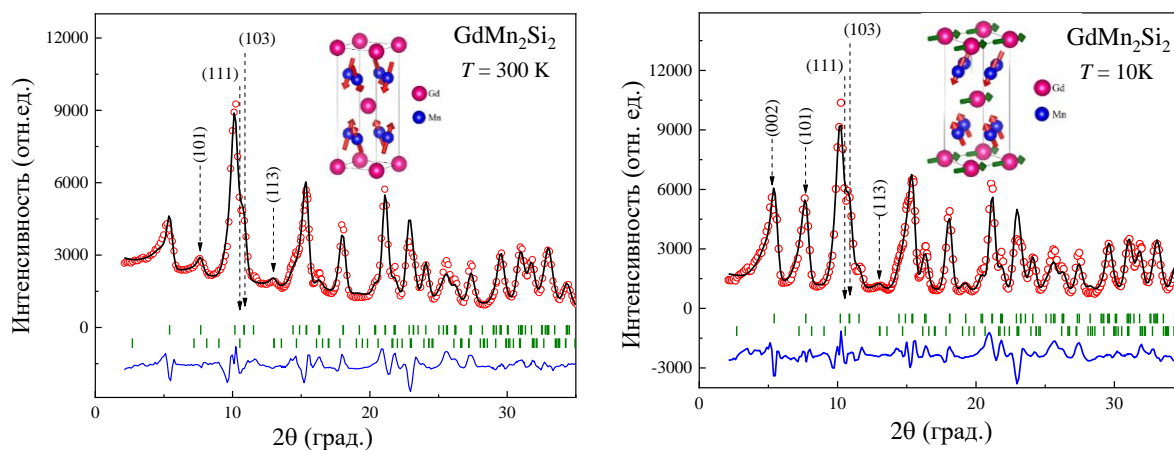 12000
9000
6000
3000
0
Интенсивность (отн.ед.)
(101)
(111)
(103)
(113)
Gd
Mn
GdMn₂Si₂
T = 300 K
0
10
20
30
2θ (град.)
12000
9000
6000
3000
0
-3000
Интенсивность (отн. ед.)
(002)
(101)
(111)
(103)
(113)
Gd
Mn
GdMn₂Si₂
T = 10K
0
10
20
30
2θ (град.)